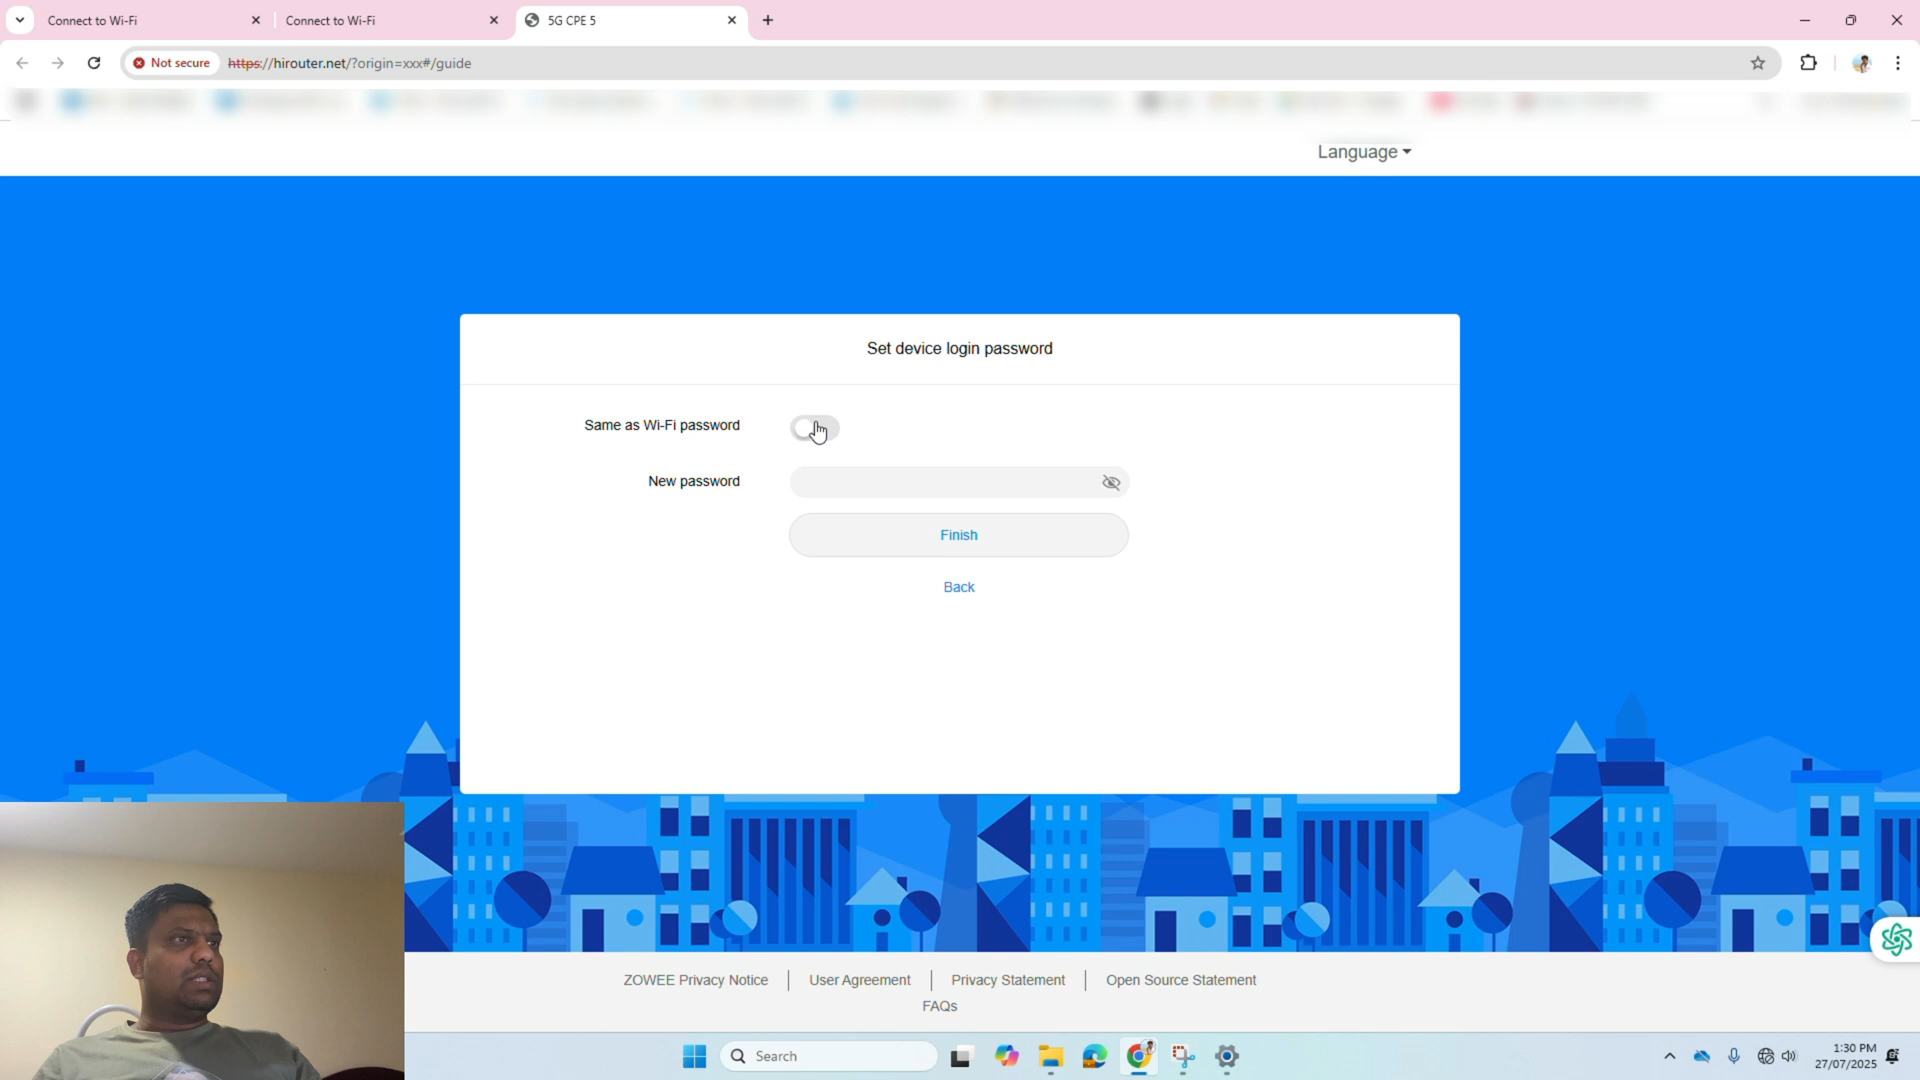 Connect to Wi-Fi
Connect to Wi-Fi
5G CPE 5
Not secure
https://hirouter.net/?origin=xxx#/guide
Language
Set device login password
Same as Wi-Fi password
New password
Finish
Back
ZOWEE Privacy Notice
User Agreement
Privacy Statement
Open Source Statement
FAQs
Search
1:30 PM
27/07/2025